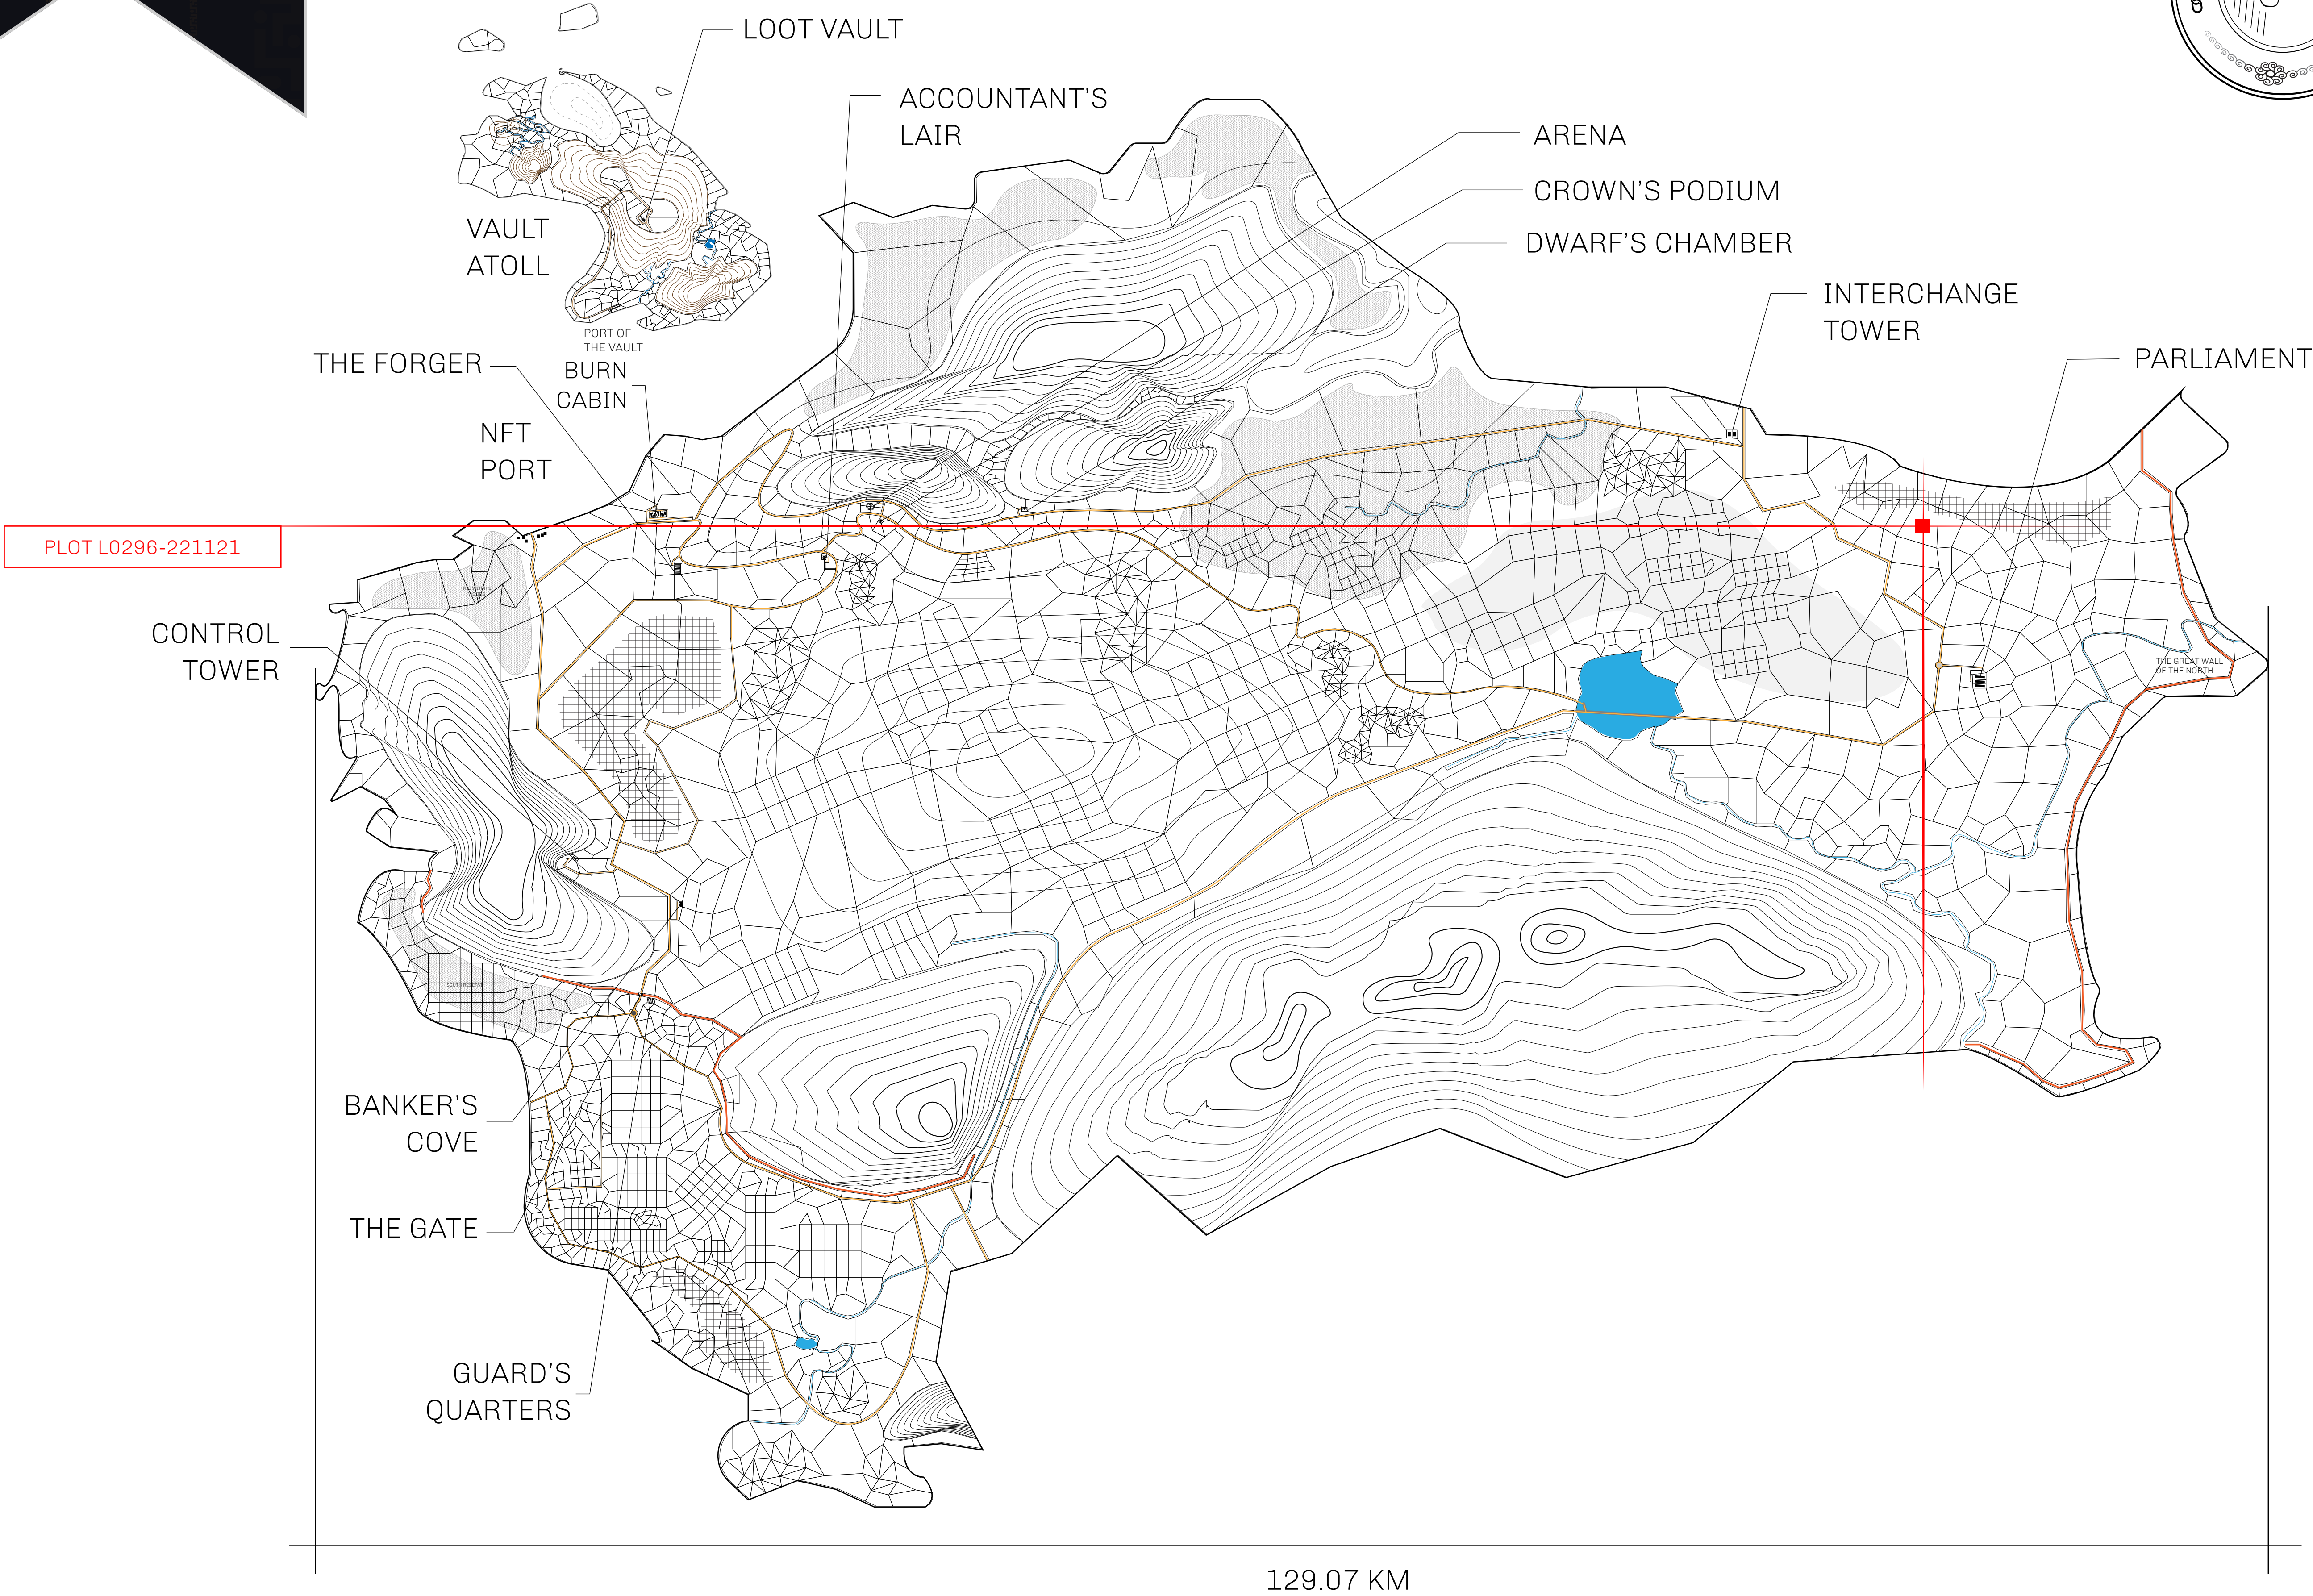 LOOT VAULT
ACCOUNTANT'S
LAIR
ARENA
CROWN'S PODIUM
DWARF'S CHAMBER
VAULT
ATOLL
INTERCHANGE
TOWER
PORT OF
THE VAULT
PARLIAMENT
THE FORGER
BURN
CABIN
NFT
PORT
PLOT L0296-221121
CONTROL
TOWER
THE GREAT WALL
OF THE NORTH
SOUTH RESERVE
BANKER'S
COVE
THE GATE
GUARD'S
QUARTERS
129.07 KM